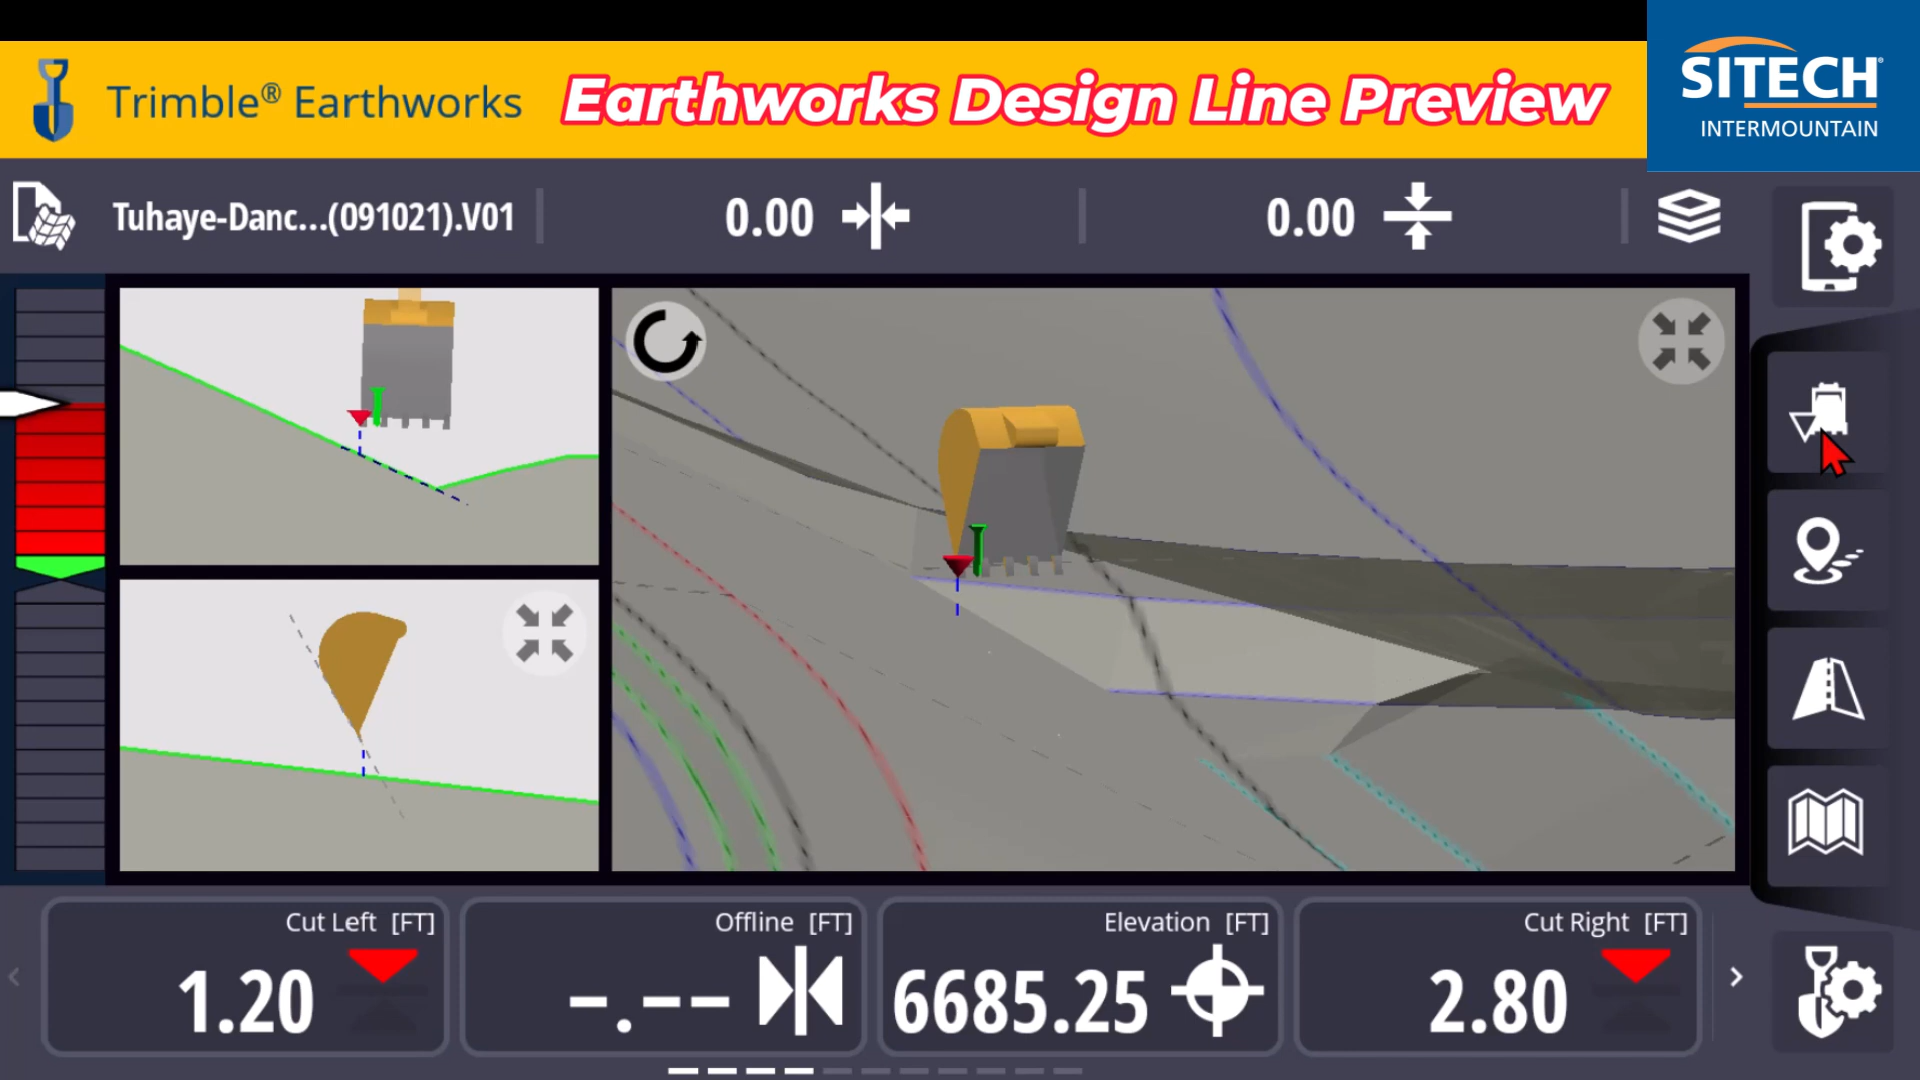 Trimble® Earthworks
Earthworks Design Line Preview
SITECH®
INTERMOUNTAIN
Tuhaye-Danc...(091021).V01
0.00
0.00
Cut Left [FT]
1.20
Offline [FT]
-.--
Elevation [FT]
6685.25
Cut Right [FT]
2.80